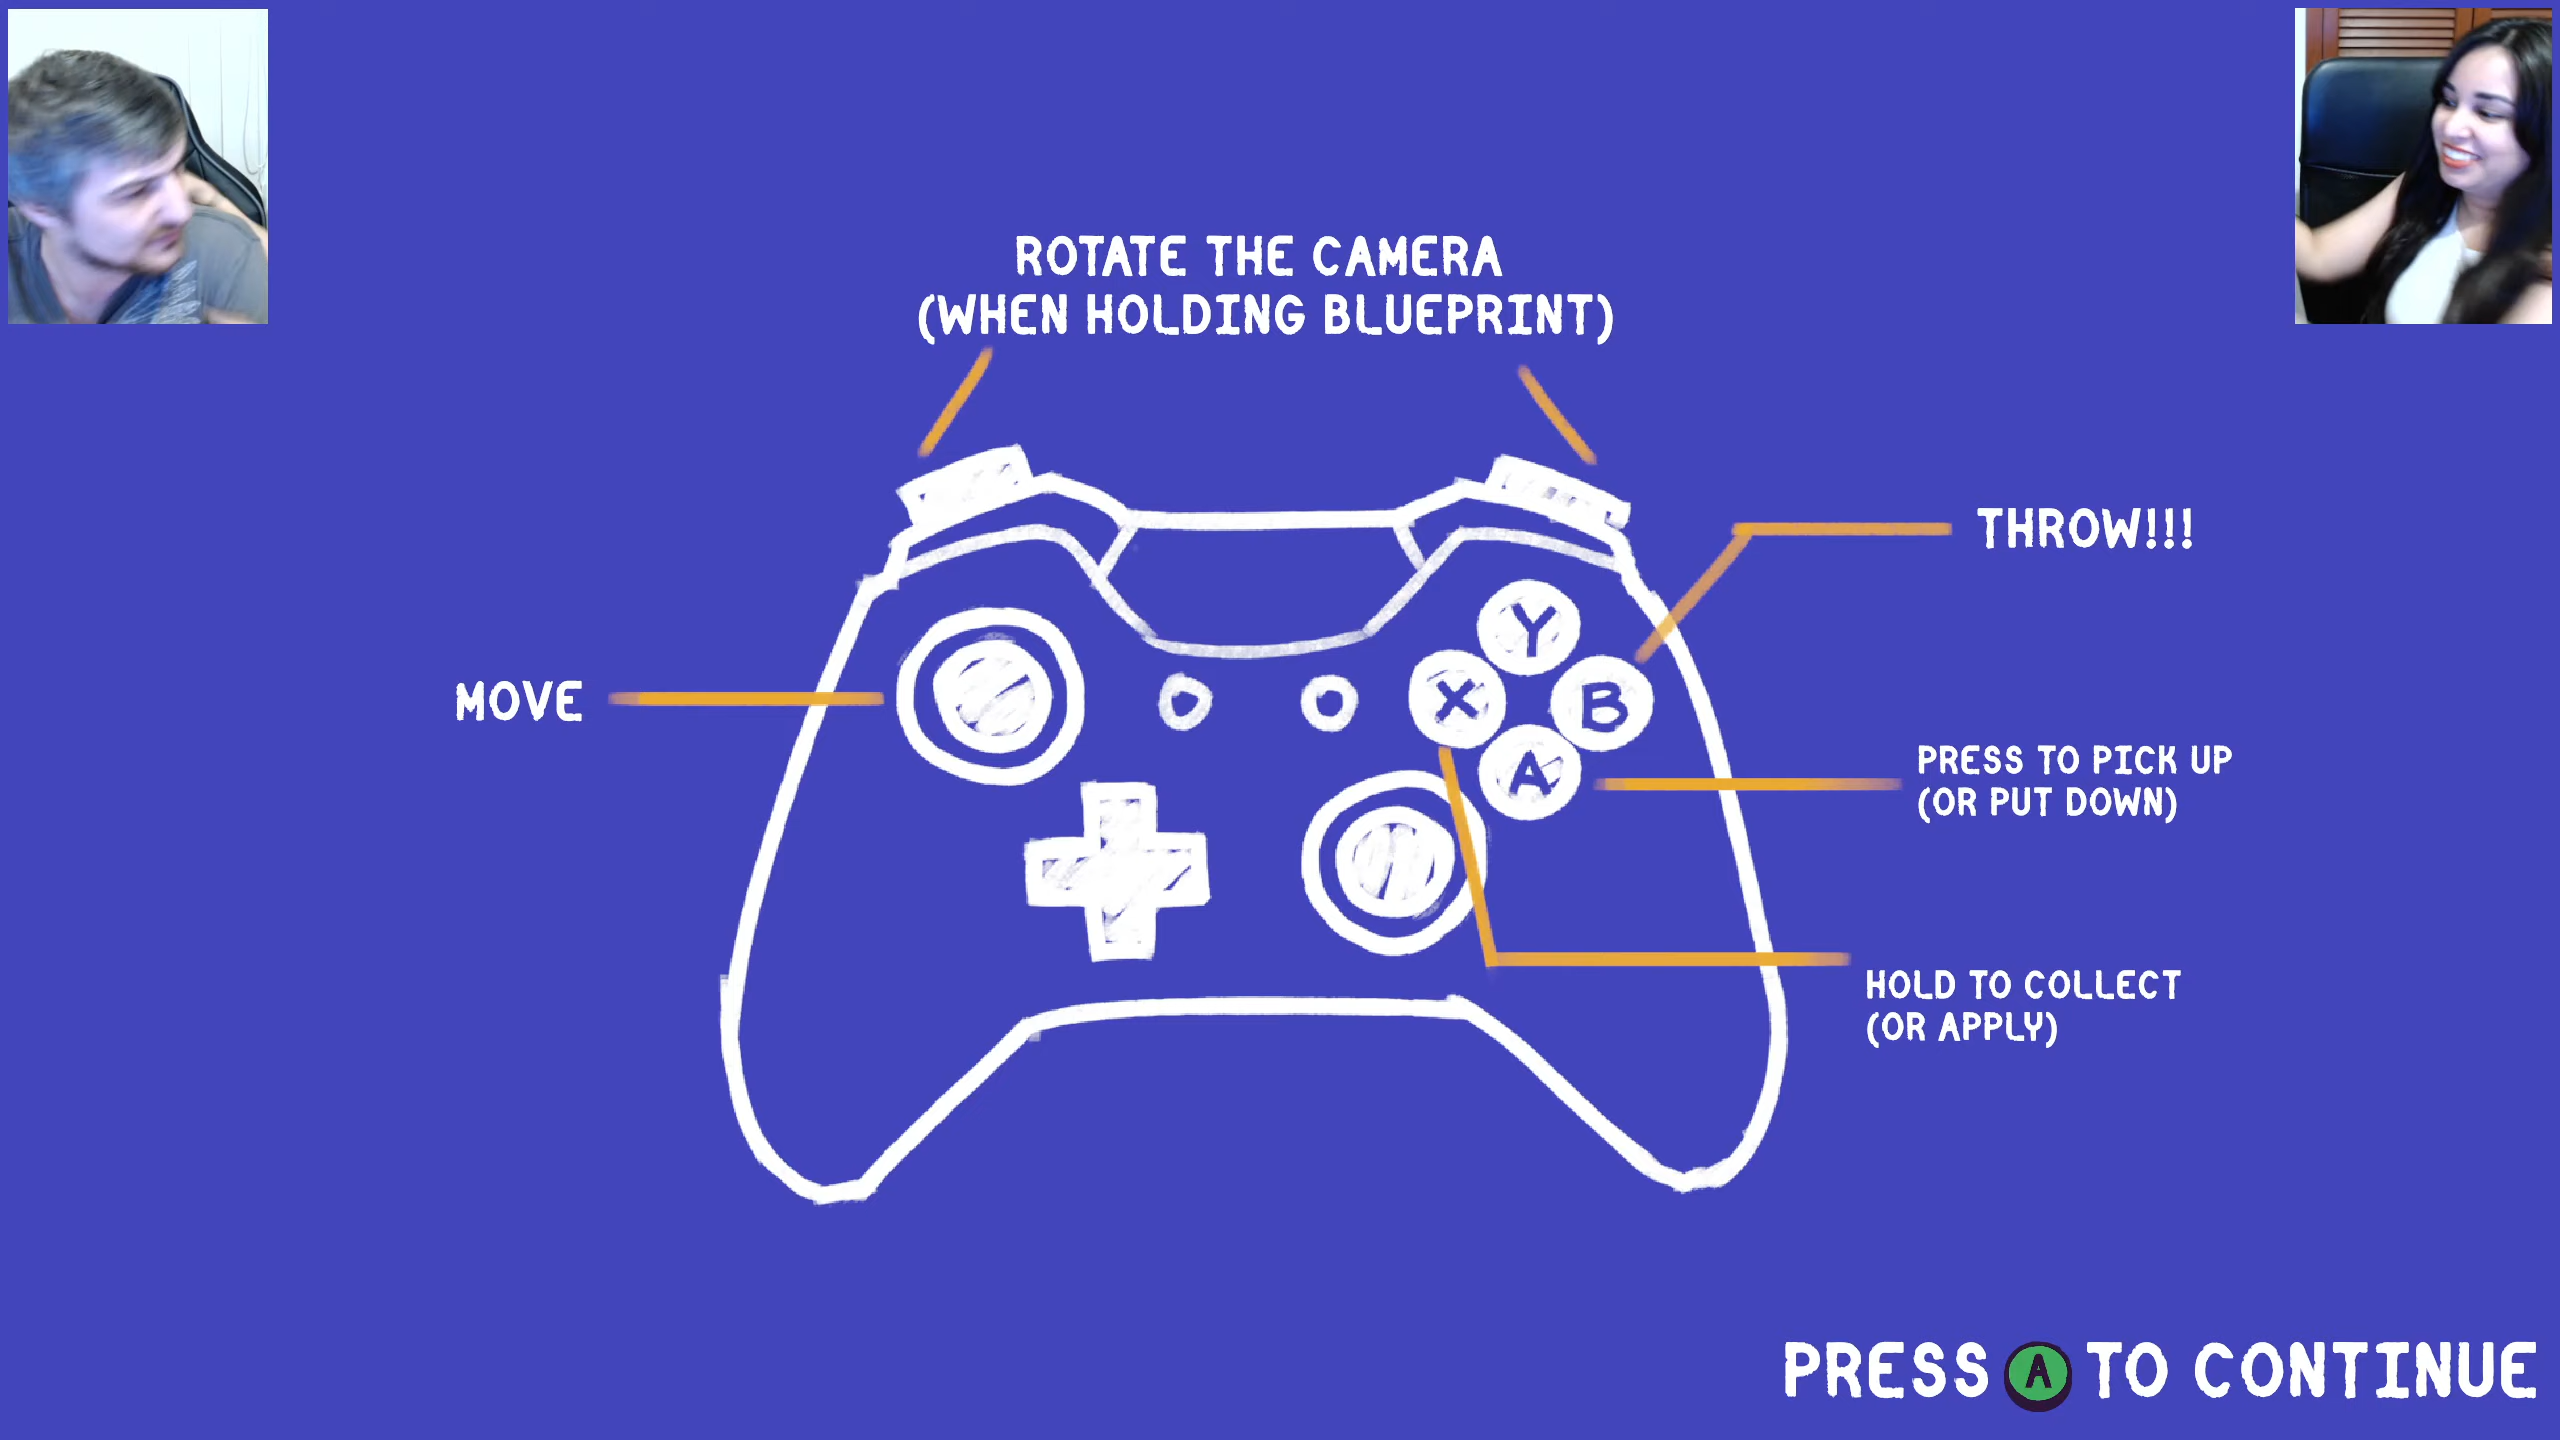 ROTATE THE CAMERA
(WHEN HOLDING BLUEPRINT)
THROW!!!
Y
X
B
A
MOVE
PRESS TO PICK UP
(OR PUT DOWN)
HOLD TO COLLECT
(OR APPLY)
PRESS A TO CONTINUE